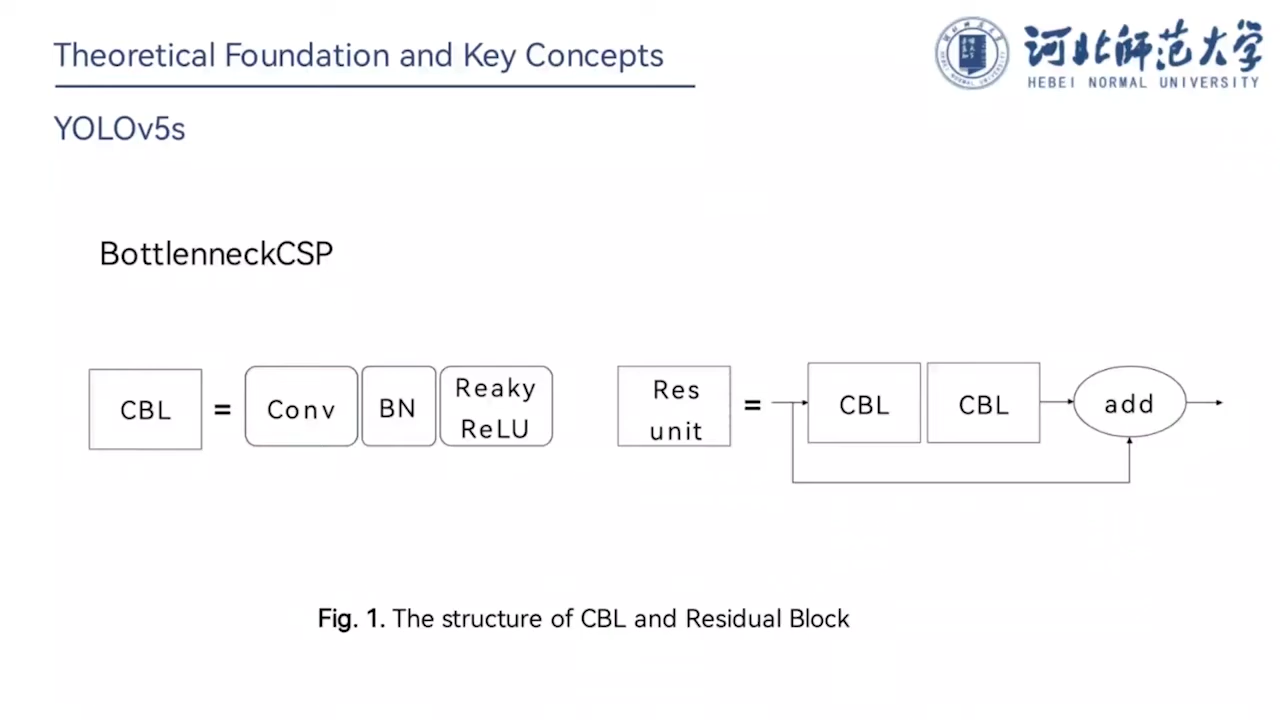 Theoretical Foundation and Key Concepts
河北师范大学
HEBEI NORMAL UNIVERSITY
YOLOv5s
BottlenneckCSP
CBL = Conv BN Reaky ReLU
Res unit = CBL CBL add
Fig. 1. The structure of CBL and Residual Block